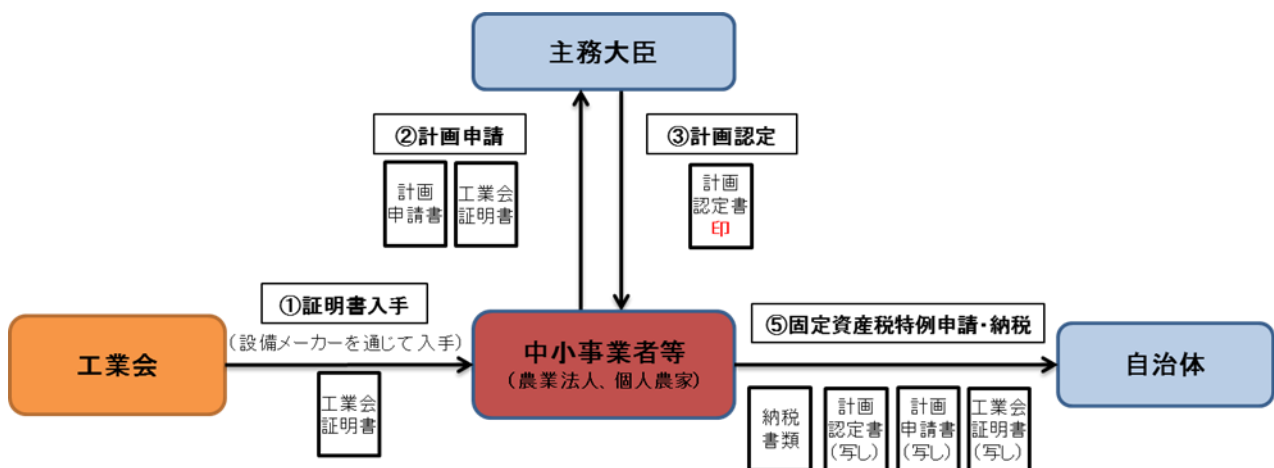 主務大臣
②計画申請
③計画認定
計画
申請書
工業会
証明書
計画
認定書
印
①証明書入手
(設備メーカーを通じて入手)
⑤固定資産税特例申請・納税
工業会
中小事業者等
(農業法人、個人農家)
自治体
工業会
証明書
納税
書類
計画
認定書
(写し)
計画
申請書
(写し)
工業会
証明書
(写し)